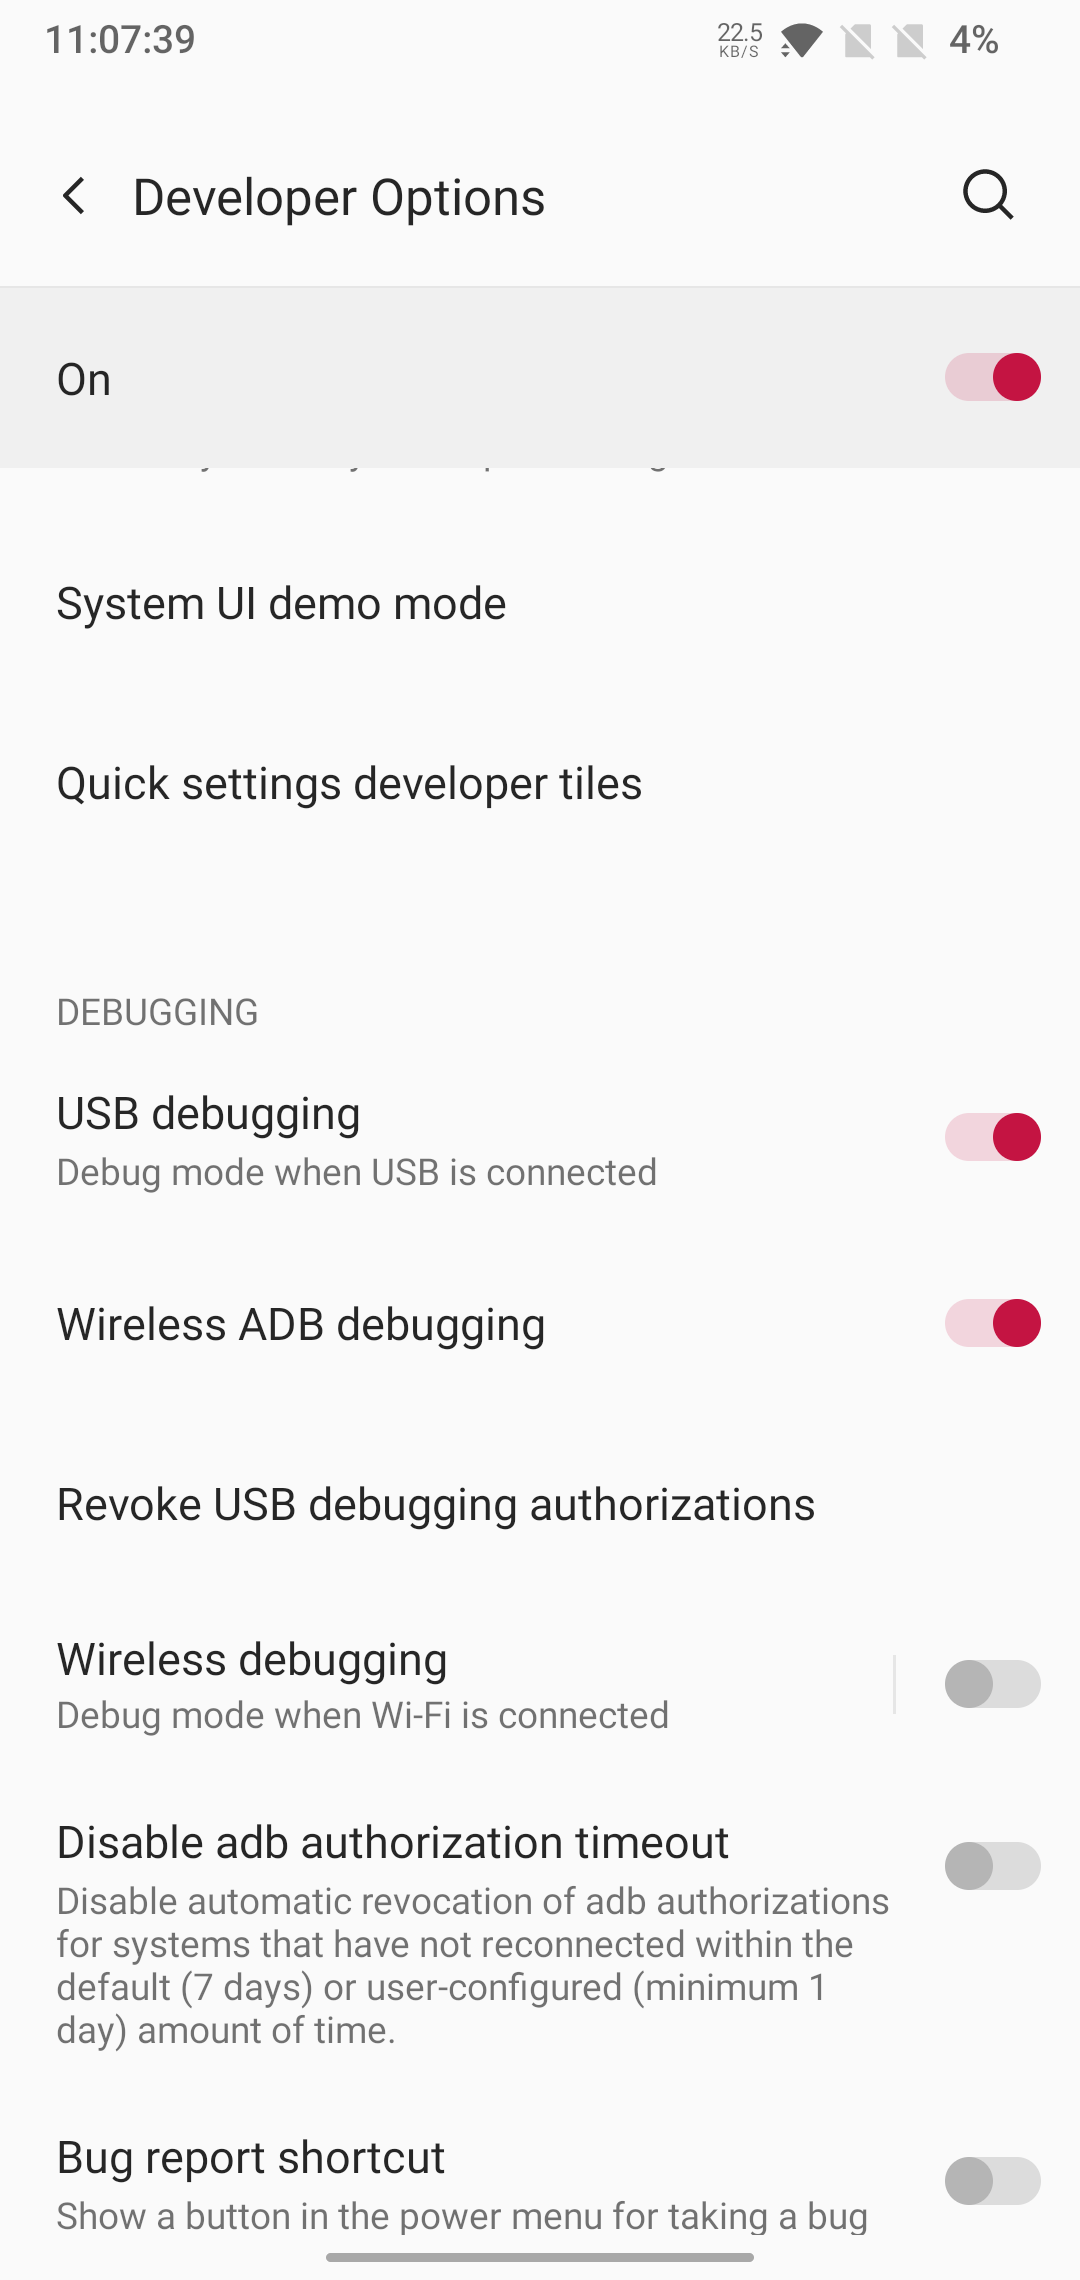 11:07:39
22.5
KB/S
4%
Developer Options
On
System UI demo mode
Quick settings developer tiles
DEBUGGING
USB debugging
Debug mode when USB is connected
Wireless ADB debugging
Revoke USB debugging authorizations
Wireless debugging
Debug mode when Wi-Fi is connected
Disable adb authorization timeout
Disable automatic revocation of adb authorizations
for systems that have not reconnected within the
default (7 days) or user-configured (minimum 1
day) amount of time.
Bug report shortcut
Show a button in the power menu for taking a bug